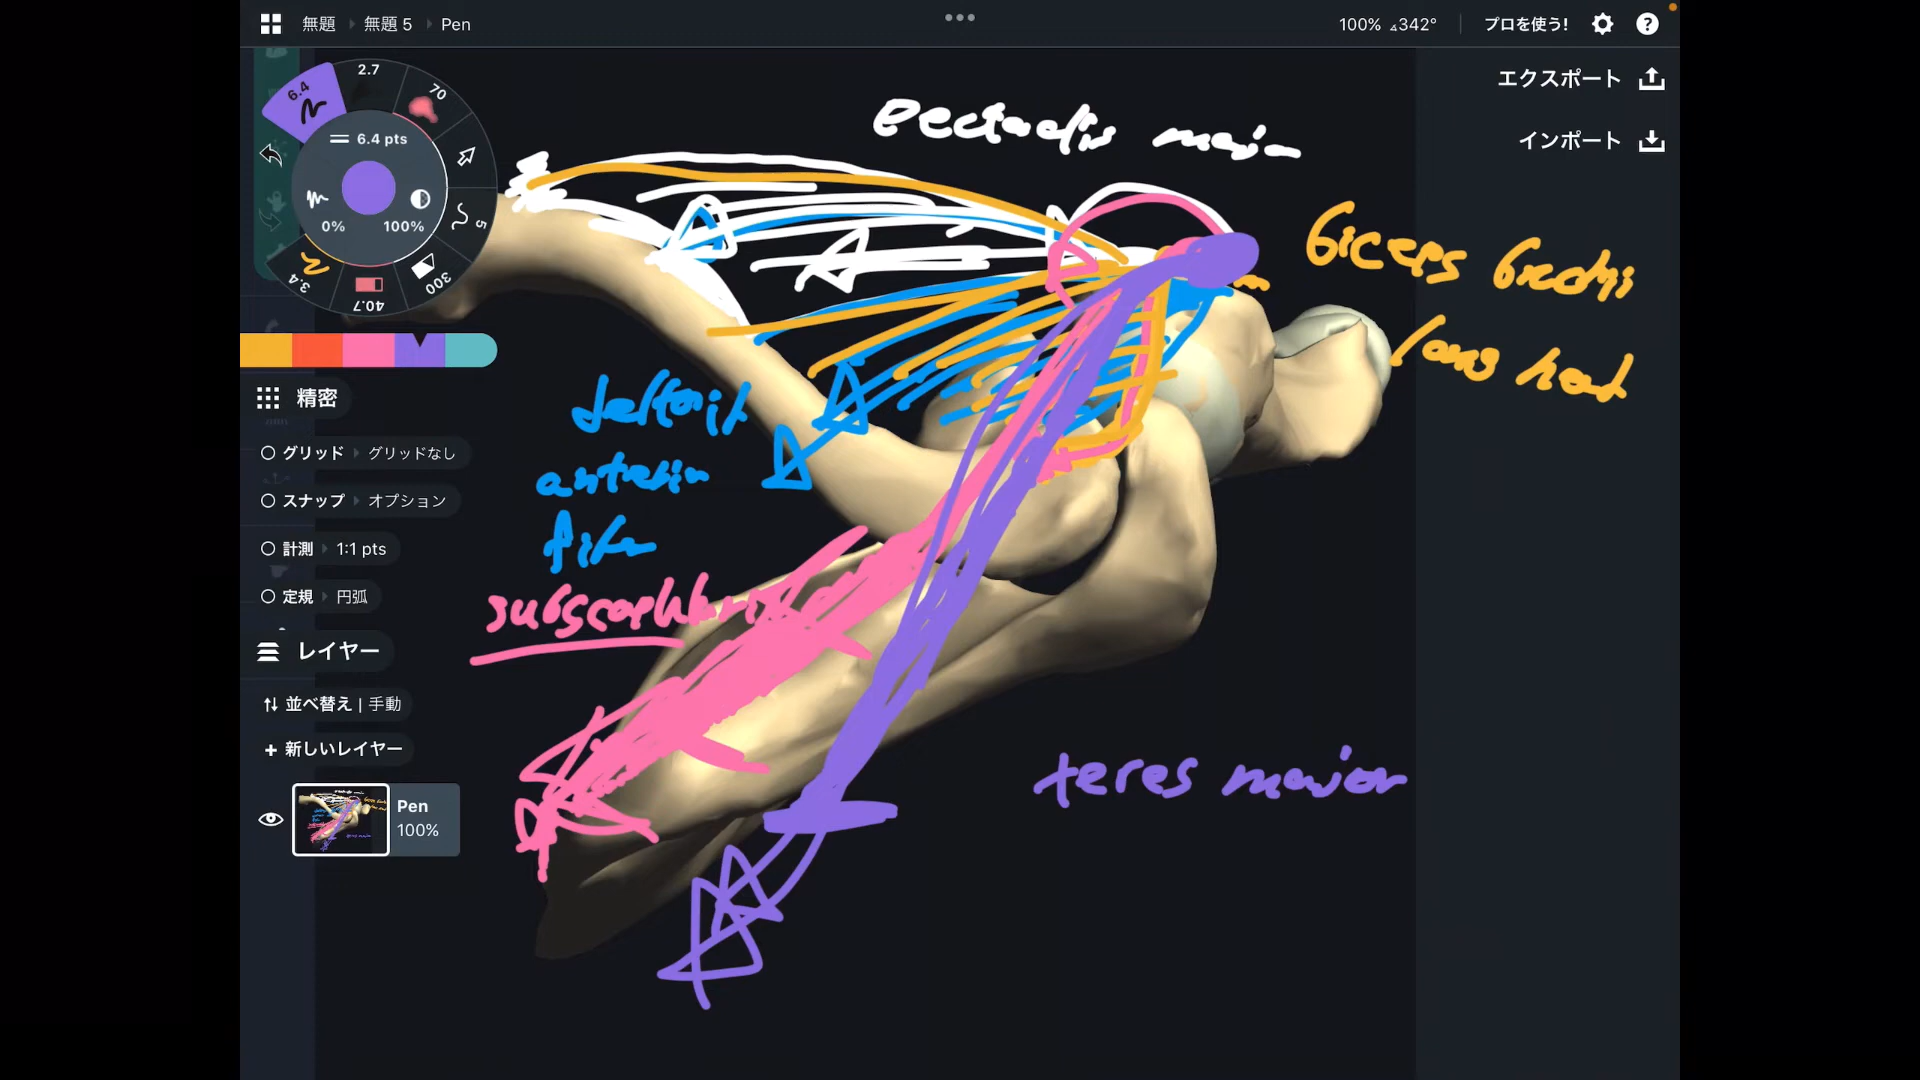 無題 無題 5 Pen
100% 342° プロを使う!
エクスポート
インポート
2.7
6.4
70
6.4 pts
0% 100%
5
3.4
40.7
300
精密
グリッド グリッドなし
スナップ オプション
計測 1:1 pts
定規 円弧
レイヤー
並べ替え | 手動
+ 新しいレイヤー
Pen
100%
major
biceps
long head
deltoid
teres major